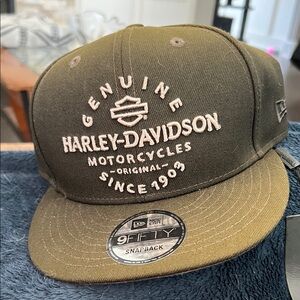 GENUINE
HARLEY-DAVIDSON
MOTORCYCLES
-ORIGINAL-
SINCE 1903
NEW ERA
9FIFTY
SNAPBACK